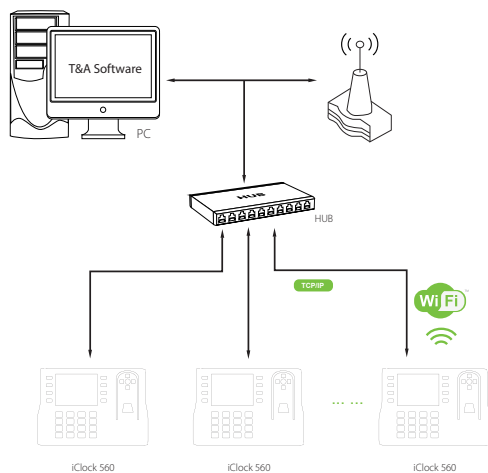 T&A Software
PC
HUB
HUB
TCP/IP
WiFi
... ...
iClock 560
iClock 560
iClock 560